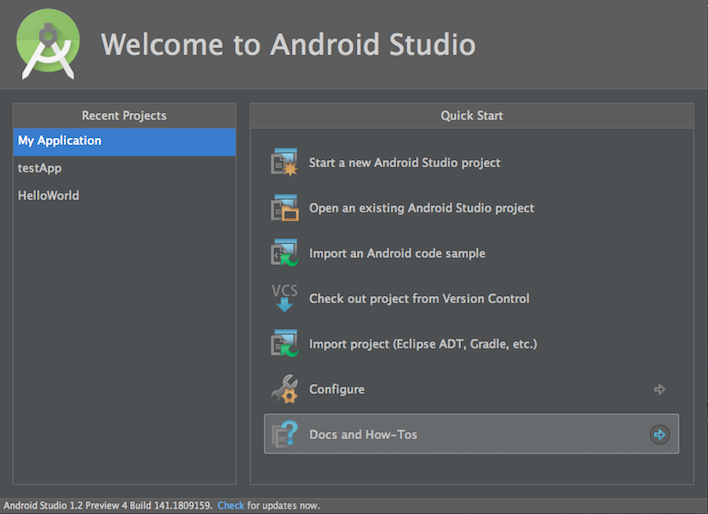 Welcome to Android Studio
Recent Projects
My Application
testApp
HelloWorld
Quick Start
Start a new Android Studio project
Open an existing Android Studio project
Import an Android code sample
VCS
Check out project from Version Control
Import project (Eclipse ADT, Gradle, etc.)
Configure
Docs and How-Tos
Android Studio 1.2 Preview 4 Build 141.1809159. Check for updates now.